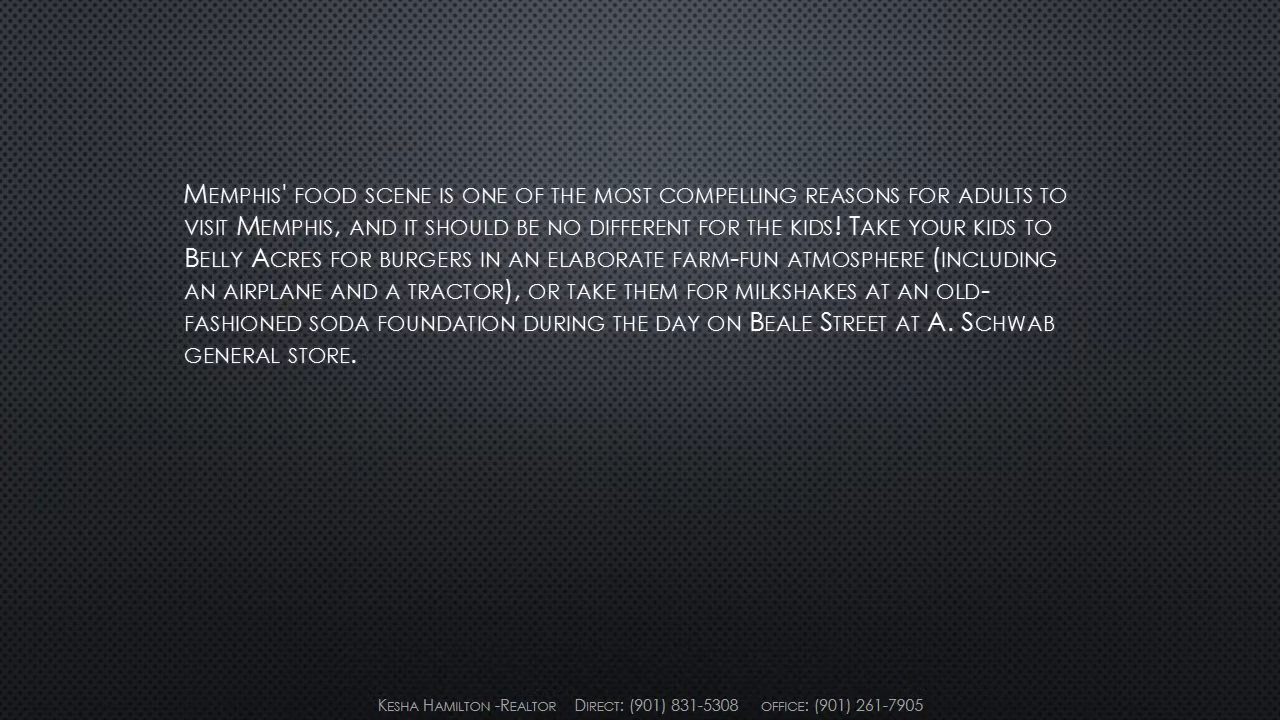 Memphis' food scene is one of the most compelling reasons for adults to
visit Memphis, and it should be no different for the kids! Take your kids to
Belly Acres for burgers in an elaborate farm-fun atmosphere (including
an airplane and a tractor), or take them for milkshakes at an old-
fashioned soda foundation during the day on Beale Street at A. Schwab
general store.
Kesha Hamilton -Realtor Direct: (901) 831-5308 office: (901) 261-7905